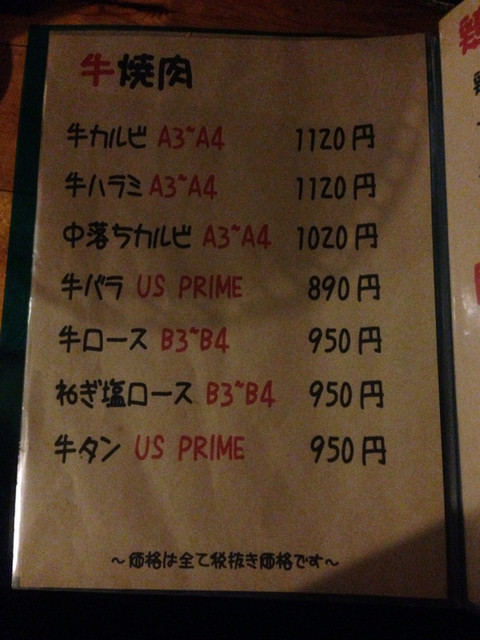 牛焼肉
牛カルビ A3~A4 1120円
牛ハラミ A3~A4 1120円
中落ちカルビ A3~A4 1020円
牛バラ US PRIME 890円
牛ロース B3~B4 950円
ねぎ塩ロース B3~B4 950円
牛タン US PRIME 950円
～価格は全て税抜き価格です～